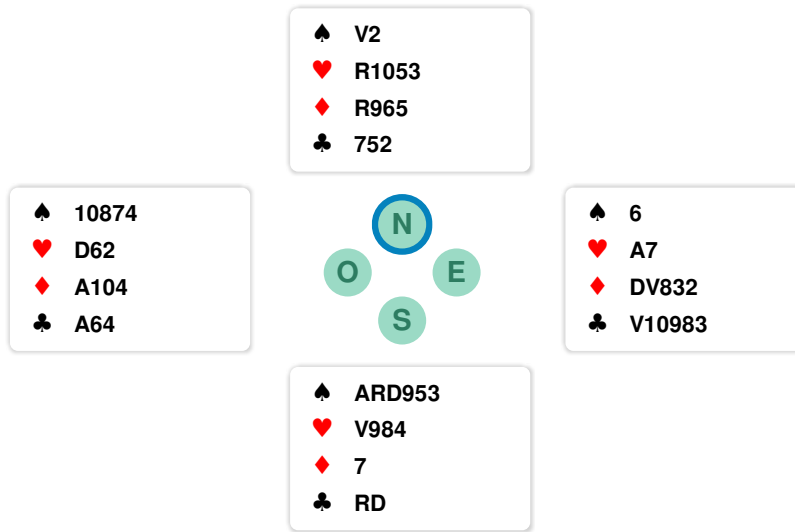 ♠ V2
♥ R1053
♦ R965
♣ 752
♠ 10874
♥ D62
♦ A104
♣ A64
N
O E
S
♠ 6
♥ A7
♦ DV832
♣ V10983
♠ ARD953
♥ V984
♦ 7
♣ RD